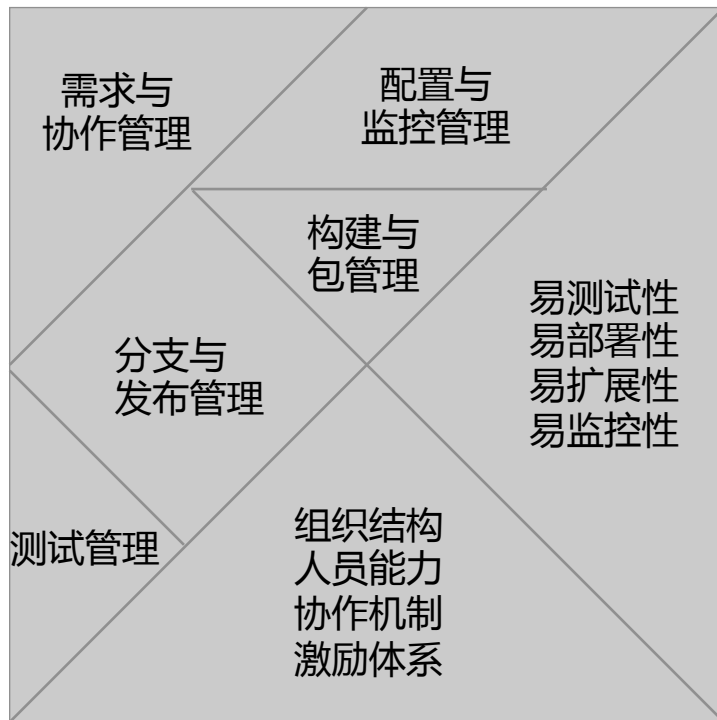 需求与
协作管理
配置与
监控管理
构建与
包管理
易测试性
易部署性
易扩展性
易监控性
分支与
发布管理
测试管理
组织结构
人员能力
协作机制
激励体系